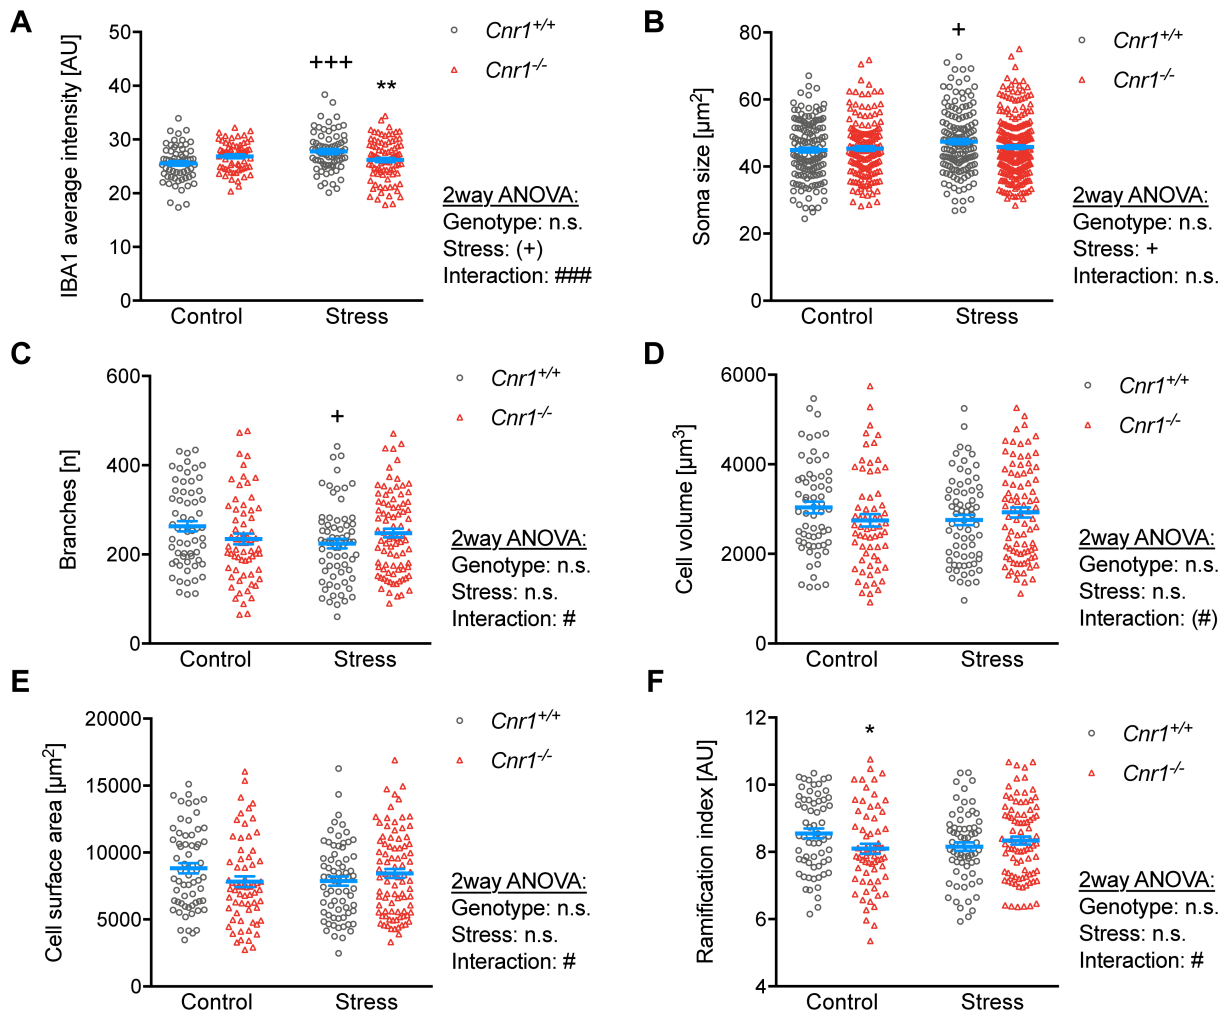 A
IBA1 average intensity [AU]
50
40
30
20
10
0
+++
**
Control
Stress
Cnr1+/+
Cnr1-/-
2way ANOVA:
Genotype: n.s.
Stress: (+)
Interaction: ###
B
Soma size [µm²]
80
60
40
20
0
+
Control
Stress
Cnr1+/+
Cnr1-/-
2way ANOVA:
Genotype: n.s.
Stress: +
Interaction: n.s.
C
Branches [n]
600
400
200
0
+
Control
Stress
Cnr1+/+
Cnr1-/-
2way ANOVA:
Genotype: n.s.
Stress: n.s.
Interaction: #
D
Cell volume [µm³]
6000
4000
2000
0
Control
Stress
Cnr1+/+
Cnr1-/-
2way ANOVA:
Genotype: n.s.
Stress: n.s.
Interaction: (#)
E
Cell surface area [µm²]
20000
15000
10000
5000
0
Control
Stress
Cnr1+/+
Cnr1-/-
2way ANOVA:
Genotype: n.s.
Stress: n.s.
Interaction: #
F
Ramification index [AU]
12
10
8
6
4
*
Control
Stress
Cnr1+/+
Cnr1-/-
2way ANOVA:
Genotype: n.s.
Stress: n.s.
Interaction: #